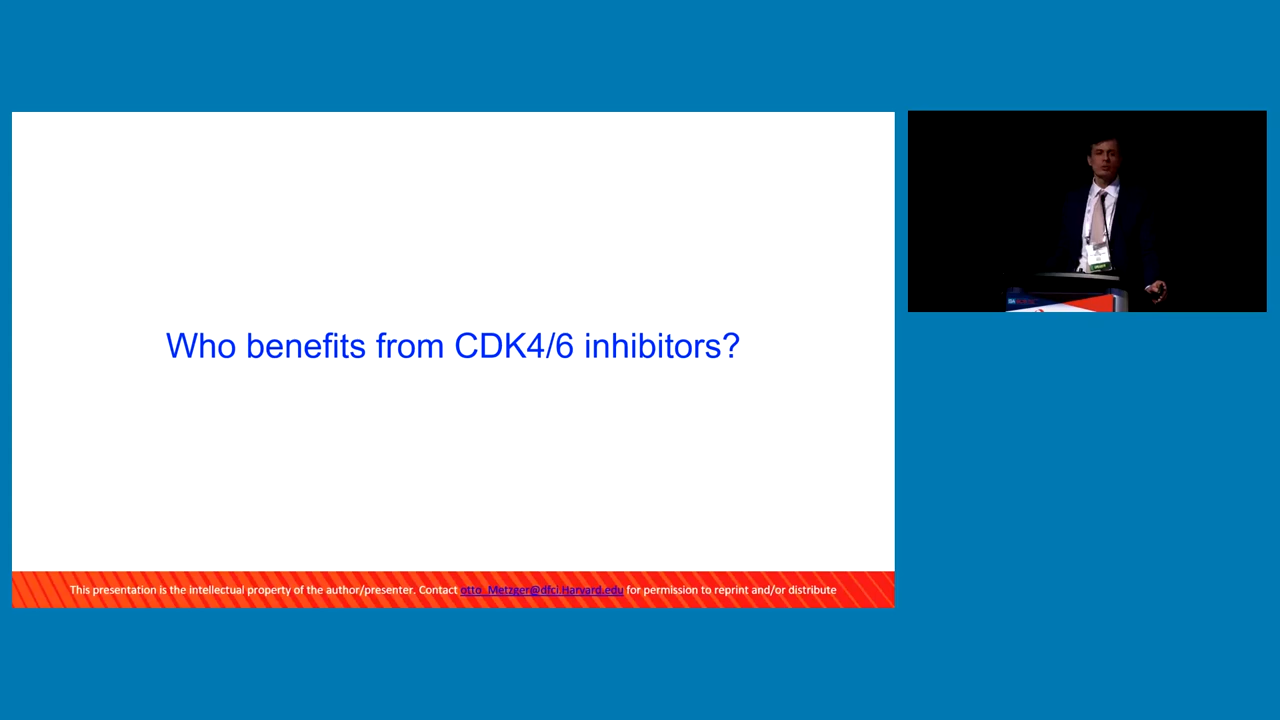 Who benefits from CDK4/6 inhibitors?
This presentation is the intellectual property of the author/presenter. Contact otto_Metzger@dfci.Harvard.edu for permission to reprint and/or distribute